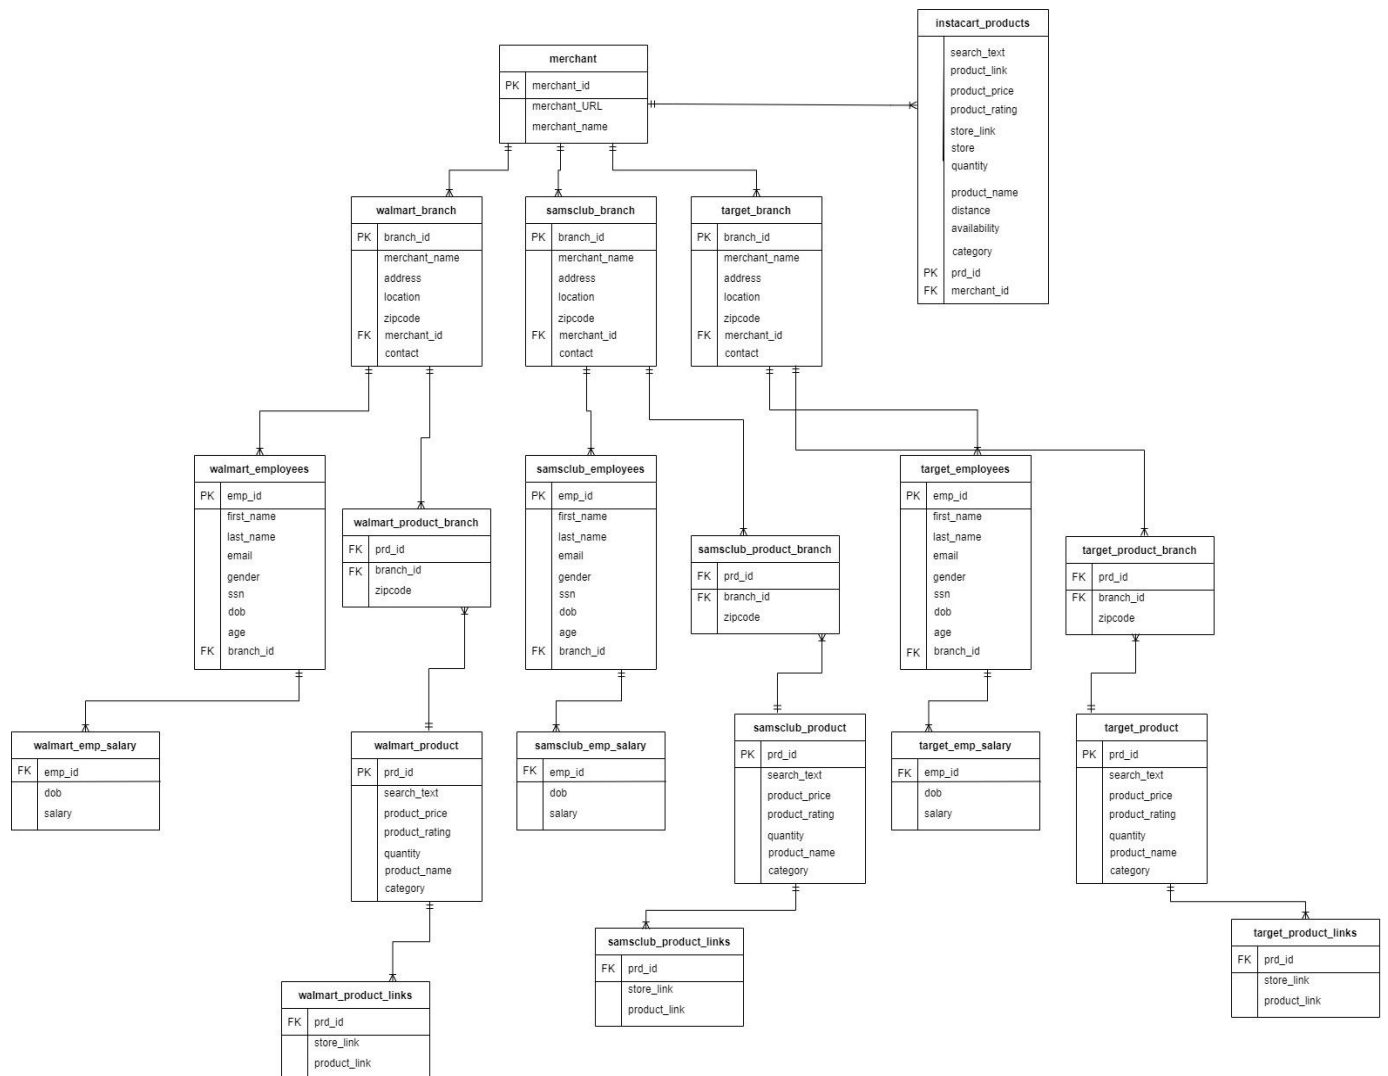 instacart_products
search_text
product_link
product_price
product_rating
store_link
store
quantity
product_name
distance
availability
category
PK prd_id
FK merchant_id
merchant
PK merchant_id
merchant_URL
merchant_name
walmart_branch
PK branch_id
merchant_name
address
location
zipcode
FK merchant_id
contact
samsclub_branch
PK branch_id
merchant_name
address
location
zipcode
FK merchant_id
contact
target_branch
PK branch_id
merchant_name
address
location
zipcode
FK merchant_id
contact
walmart_employees
PK emp_id
first_name
last_name
email
gender
ssn
dob
age
FK branch_id
walmart_product_branch
FK prd_id
FK branch_id
zipcode
samsclub_employees
PK emp_id
first_name
last_name
email
gender
ssn
dob
age
FK branch_id
samsclub_product_branch
FK prd_id
FK branch_id
zipcode
target_employees
PK emp_id
first_name
last_name
email
gender
ssn
dob
age
FK branch_id
target_product_branch
FK prd_id
FK branch_id
zipcode
walmart_emp_salary
FK emp_id
dob
salary
walmart_product
PK prd_id
search_text
product_price
product_rating
quantity
product_name
category
samsclub_emp_salary
FK emp_id
dob
salary
samsclub_product
PK prd_id
search_text
product_price
product_rating
quantity
product_name
category
target_emp_salary
FK emp_id
dob
salary
target_product
PK prd_id
search_text
product_price
product_rating
quantity
product_name
category
walmart_product_links
FK prd_id
store_link
product_link
samsclub_product_links
FK prd_id
store_link
product_link
target_product_links
FK prd_id
store_link
product_link